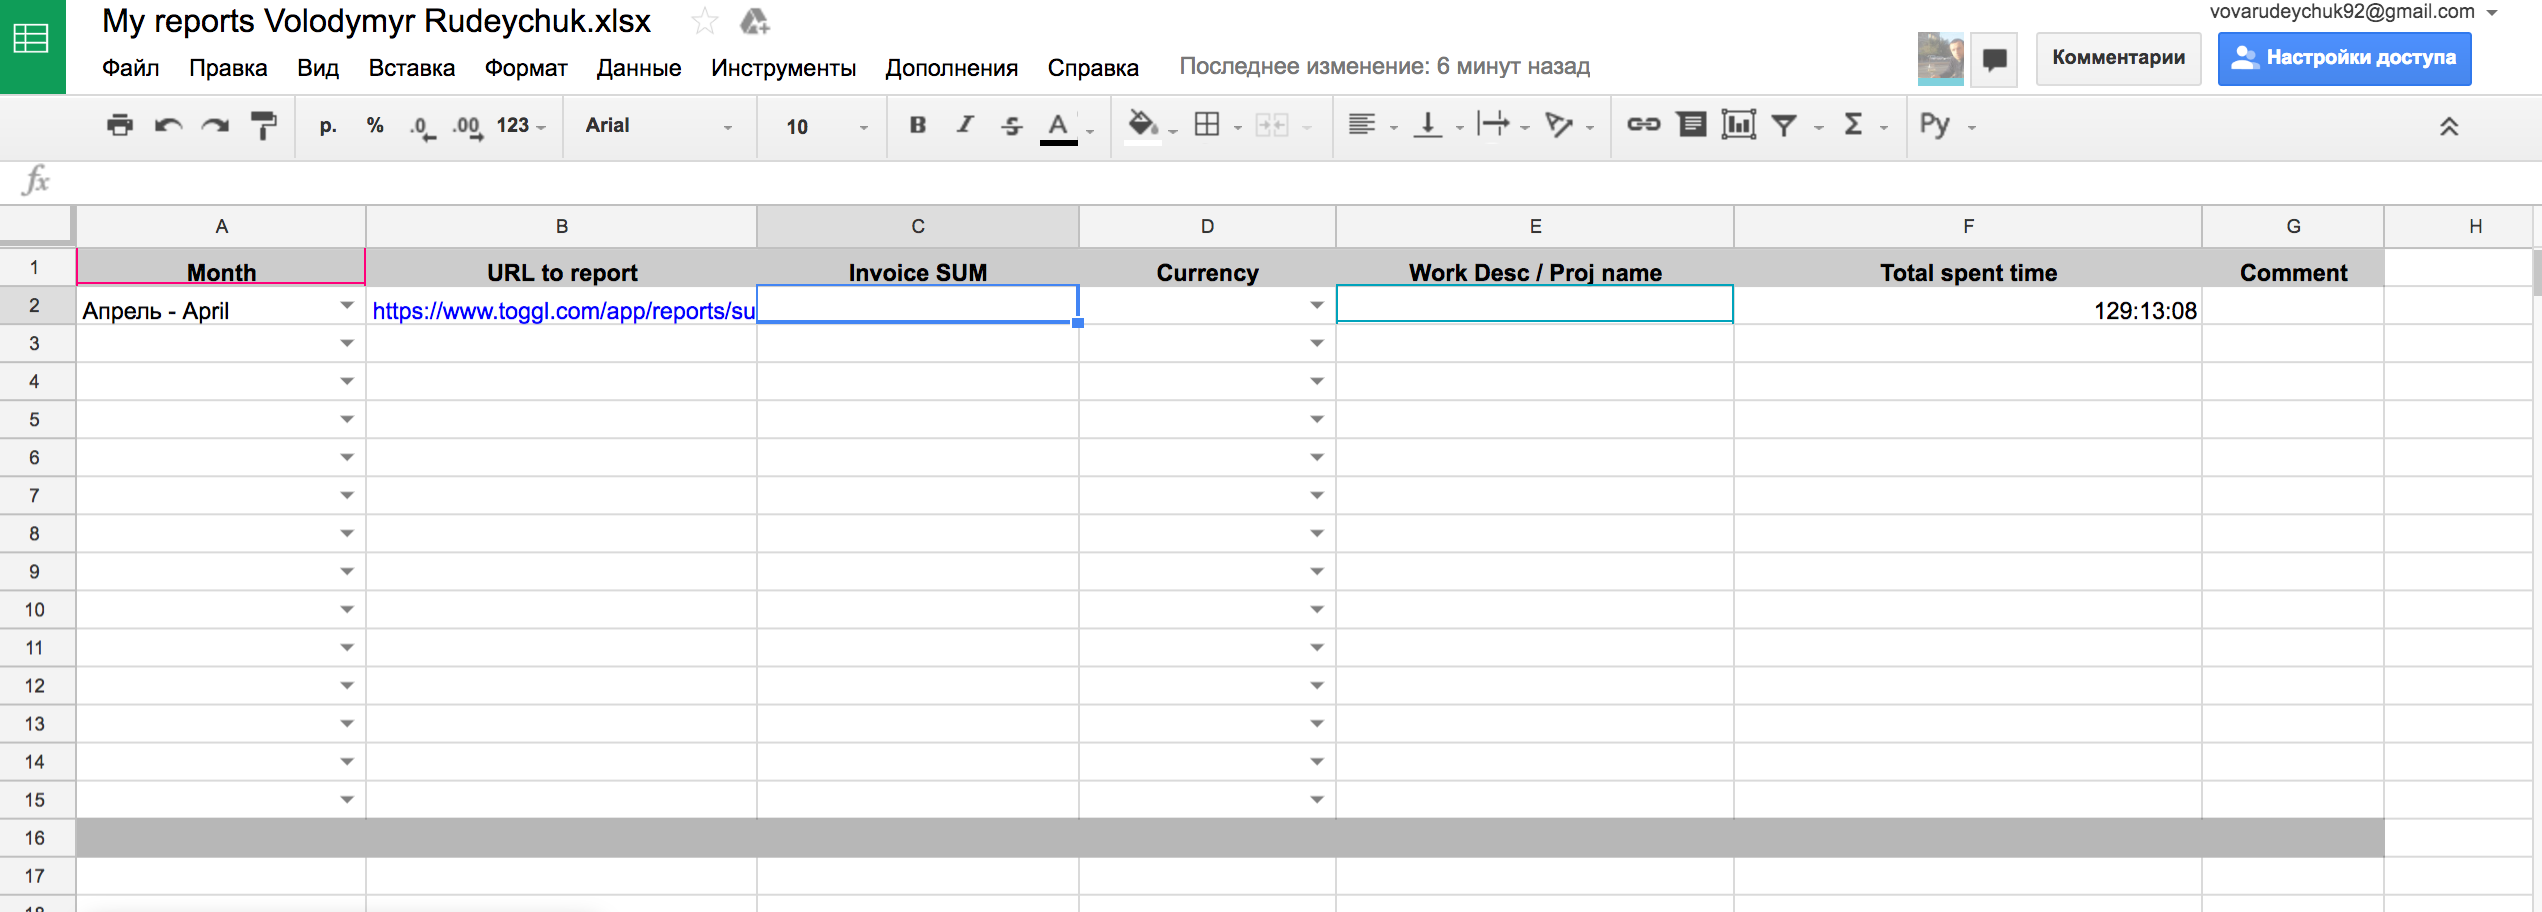 My reports Volodymyr Rudeychuk.xlsx
vovarudeychuk92@gmail.com
Файл Правка Вид Вставка Формат Данные Инструменты Дополнения Справка Последнее изменение: 6 минут назад
Комментарии Настройки доступа
р. % .0 .00 123 Arial 10 B I S A Σ Ру
fx
A B C D E F G H
1 Month URL to report Invoice SUM Currency Work Desc / Proj name Total spent time Comment
2 Апрель - April https://www.toggl.com/app/reports/su 129:13:08
3
4
5
6
7
8
9
10
11
12
13
14
15
16
17
18